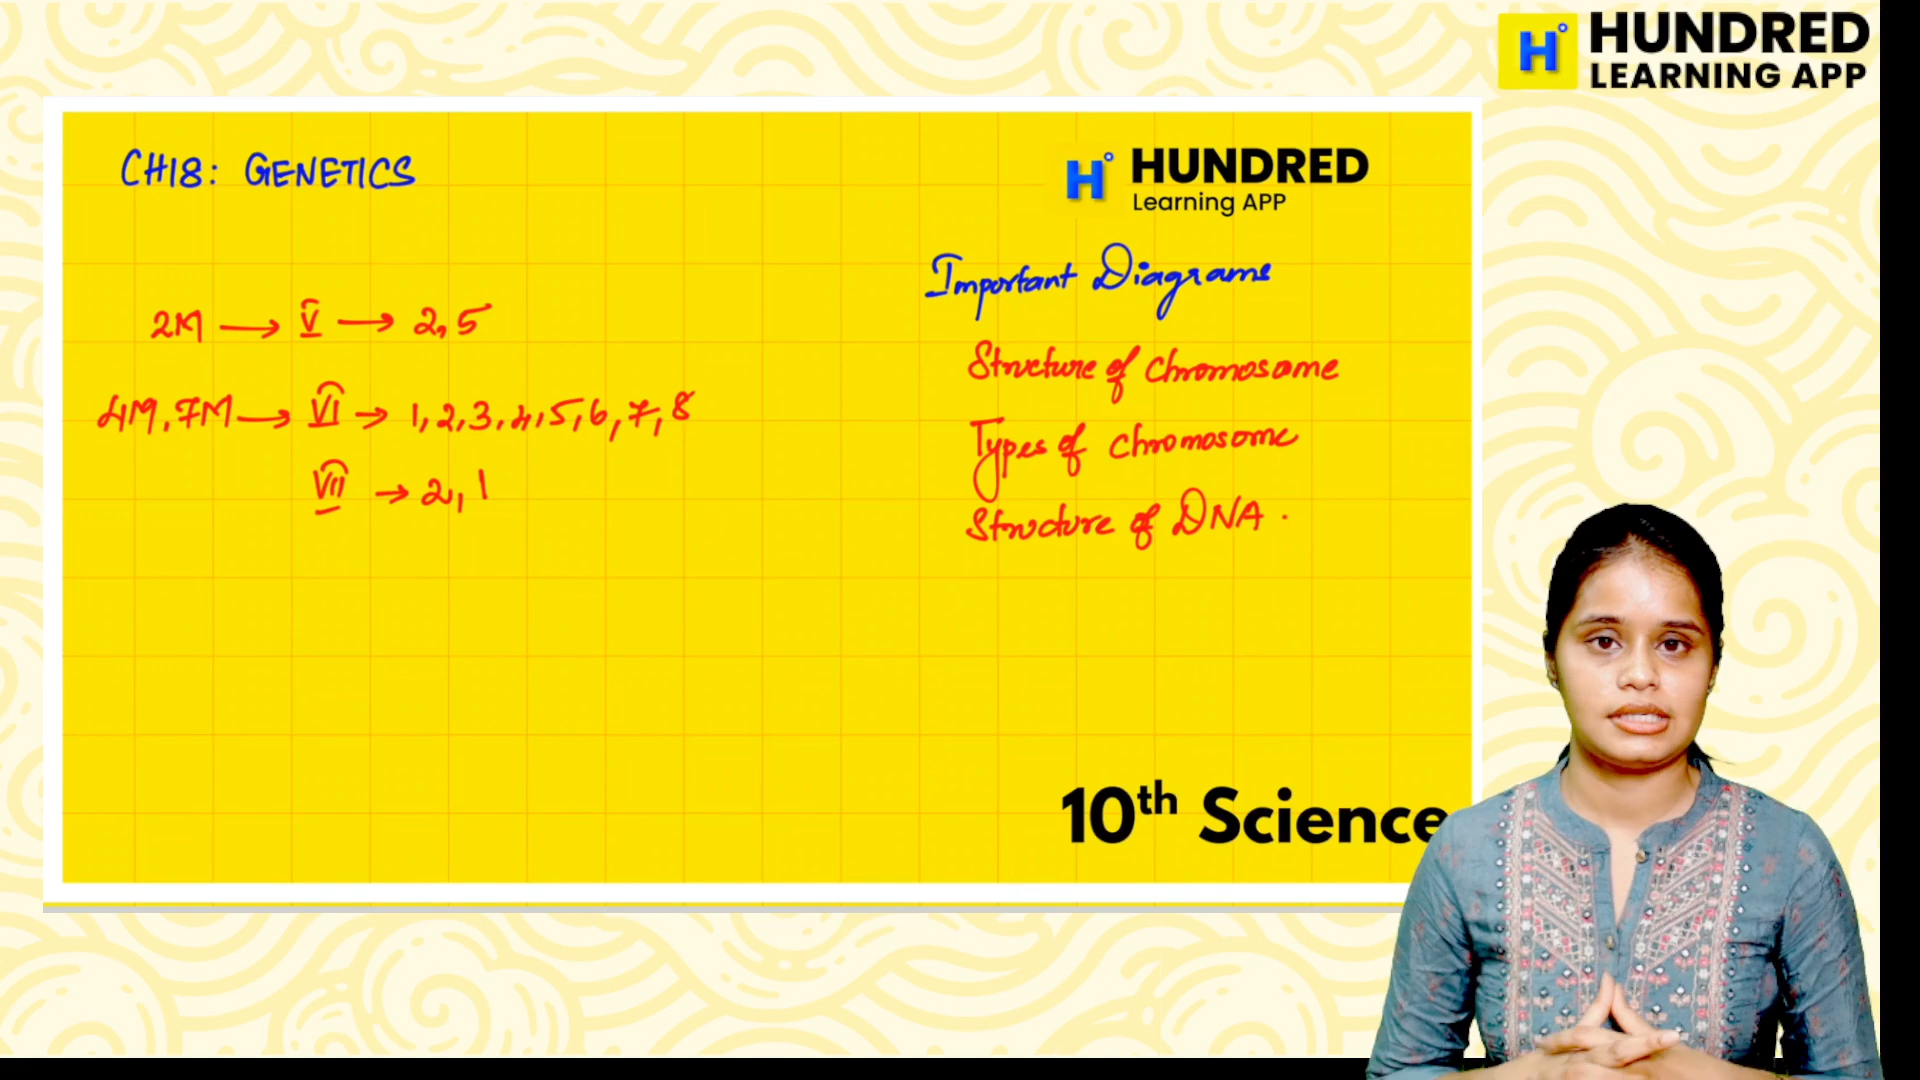 H° HUNDRED
LEARNING APP
CH18: GENETICS
H° HUNDRED
Learning APP
2M → V → 2, 5
4M, 7M → VI → 1, 2, 3, 4, 5, 6, 7, 8
VII → 2, 1
Important Diagrams
Structure of Chromosome
Types of Chromosome
Structure of DNA.
10th Science